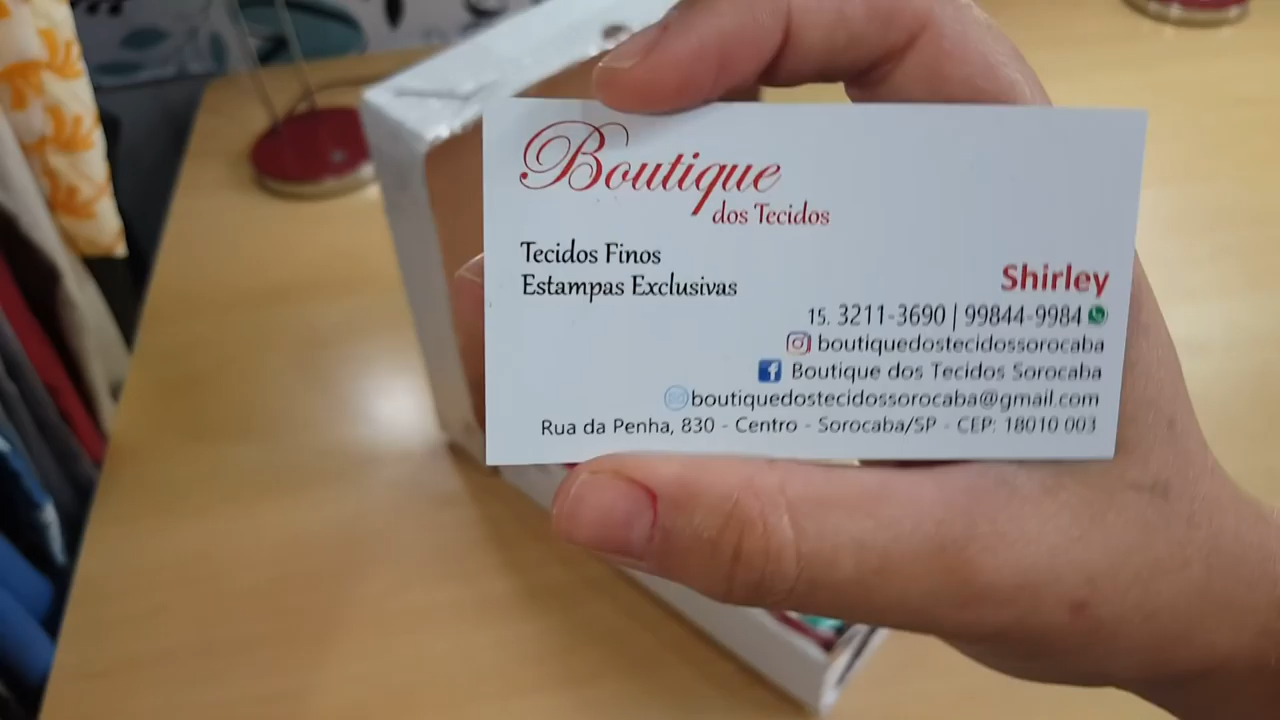 Boutique
dos Tecidos
Tecidos Finos
Estampas Exclusivas
Shirley
15. 3211-3690 | 99844-9984
boutiquedostecidossorocaba
Boutique dos Tecidos Sorocaba
boutiquedostecidossorocaba@gmail.com
Rua da Penha, 830 - Centro - Sorocaba/SP - CEP: 18010 003